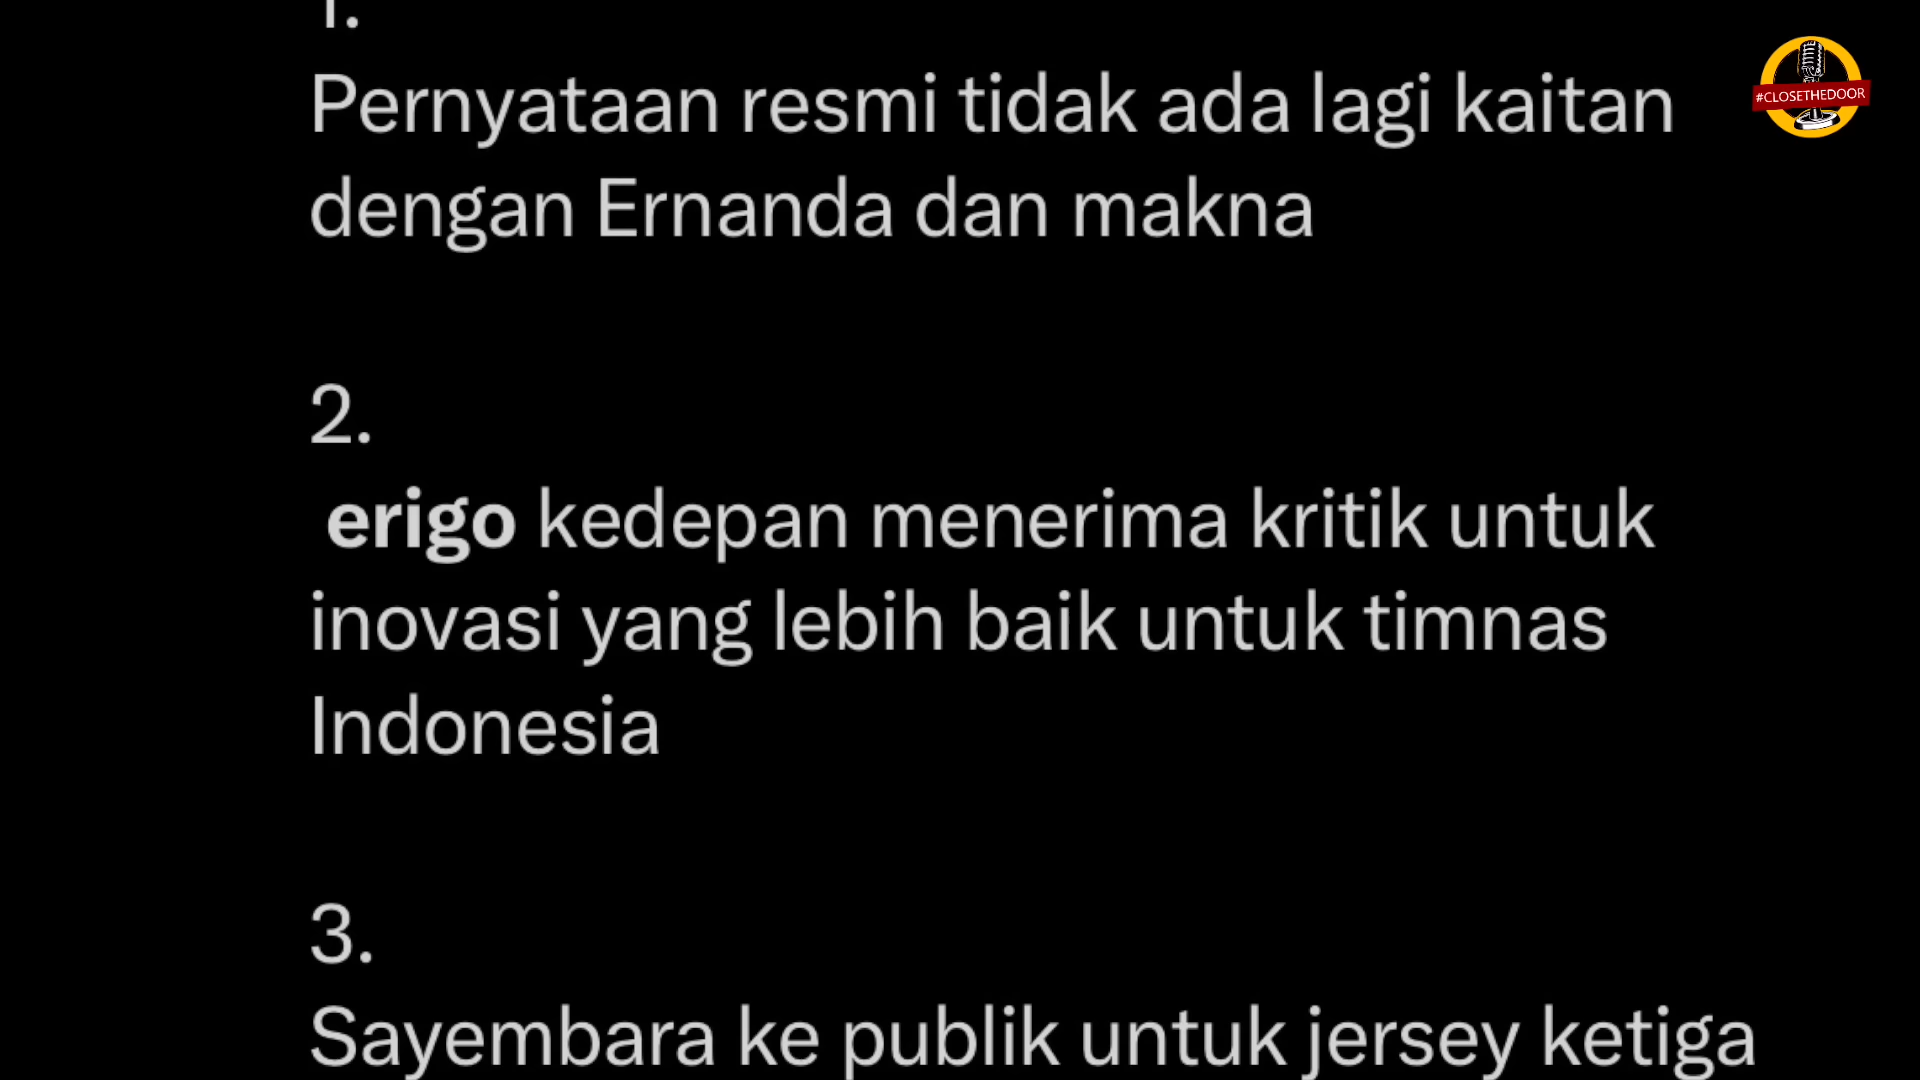 1.
Pernyataan resmi tidak ada lagi kaitan
dengan Ernanda dan makna
2.
erigo kedepan menerima kritik untuk
inovasi yang lebih baik untuk timnas
Indonesia
3.
Sayembara ke publik untuk jersey ketiga
#CLOSETHEDOOR